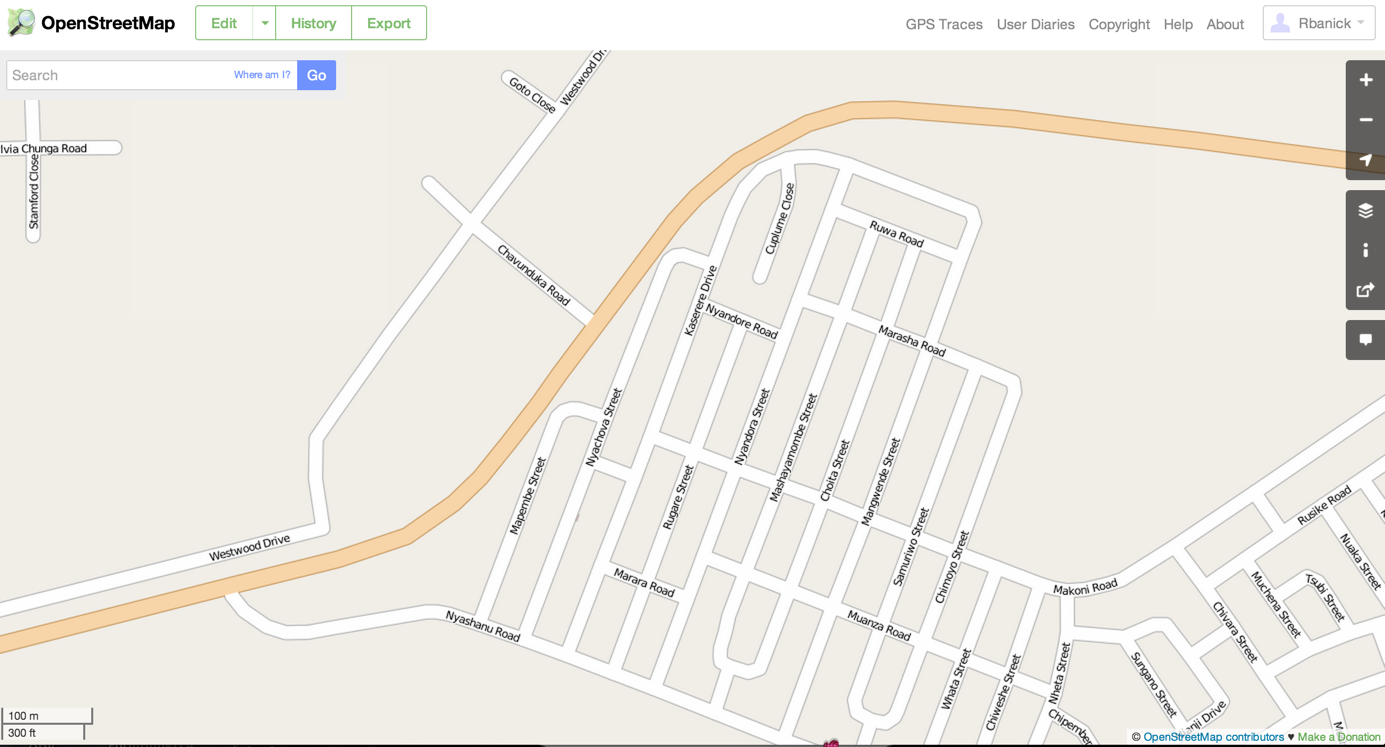 OpenStreetMap
Edit
History
Export
GPS Traces
User Diaries
Copyright
Help
About
Rbanick
Search
Where am I?
Go
Goto Close
Westwood Dri
lvia Chunga Road
Stamford Close
Chavunduka Road
Cuplume Close
Ruwa Road
Kaserere Drive
Nyandore Road
Marasha Road
Nyachova Street
Nyandora Street
Mashayamombe Street
Mapembe Street
Rugare Street
Choita Street
Mangwende Street
Samuriwo Street
Chimoyo Street
Westwood Drive
Marara Road
Nyashanu Road
Muanza Road
Makoni Road
Rusike Road
Nuaka Street
Muchena Street
Tsubi Street
Chivara Street
Whata Street
Chiweshe Street
Nheta Street
Sungano Street
Chipember
anji Drive
M
100 m
300 ft
© OpenStreetMap contributors ♥ Make a Donation